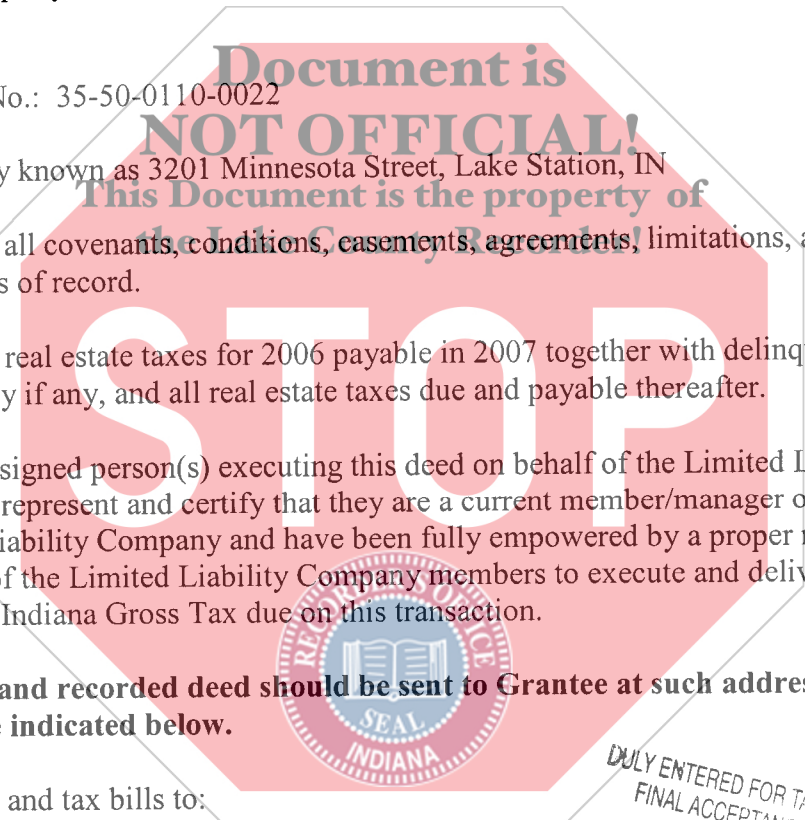 Document is
No.: 35-50-0110-0022
NOT OFFICIAL!
y known as 3201 Minnesota Street, Lake Station, IN
This Document is the property of
the Lake County Recorder!
all covenants, conditions, easements, agreements, limitations, a
s of record.
STOP
real estate taxes for 2006 payable in 2007 together with delinq
y if any, and all real estate taxes due and payable thereafter.
signed person(s) executing this deed on behalf of the Limited L
represent and certify that they are a current member/manager o
iability Company and have been fully empowered by a proper r
of the Limited Liability Company members to execute and deliv
Indiana Gross Tax due on this transaction.
RECORDER'S OFFICE
SEAL
INDIANA
and recorded deed should be sent to Grantee at such addres
e indicated below.
DULY ENTERED FOR TA
FINAL ACCEPTANC
and tax bills to: